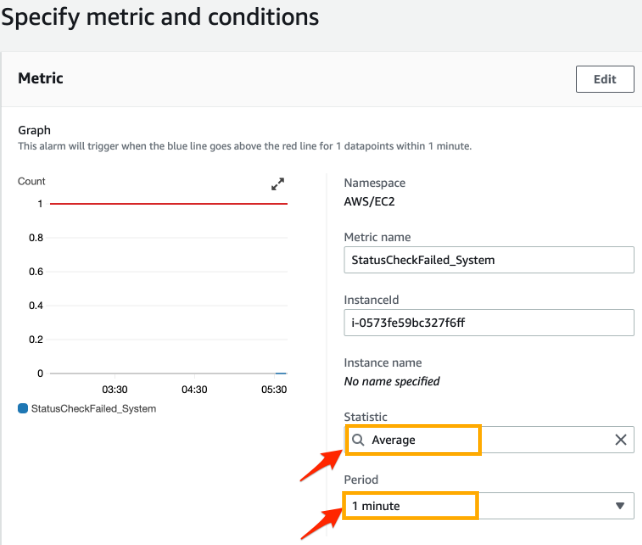 Specify metric and conditions
Metric
Edit
Graph
This alarm will trigger when the blue line goes above the red line for 1 datapoints within 1 minute.
Count
1
0.8
0.6
0.4
0.2
0
03:30 04:30 05:30
StatusCheckFailed_System
Namespace
AWS/EC2
Metric name
StatusCheckFailed_System
InstanceId
i-0573fe59bc327f6ff
Instance name
No name specified
Statistic
Average
Period
1 minute